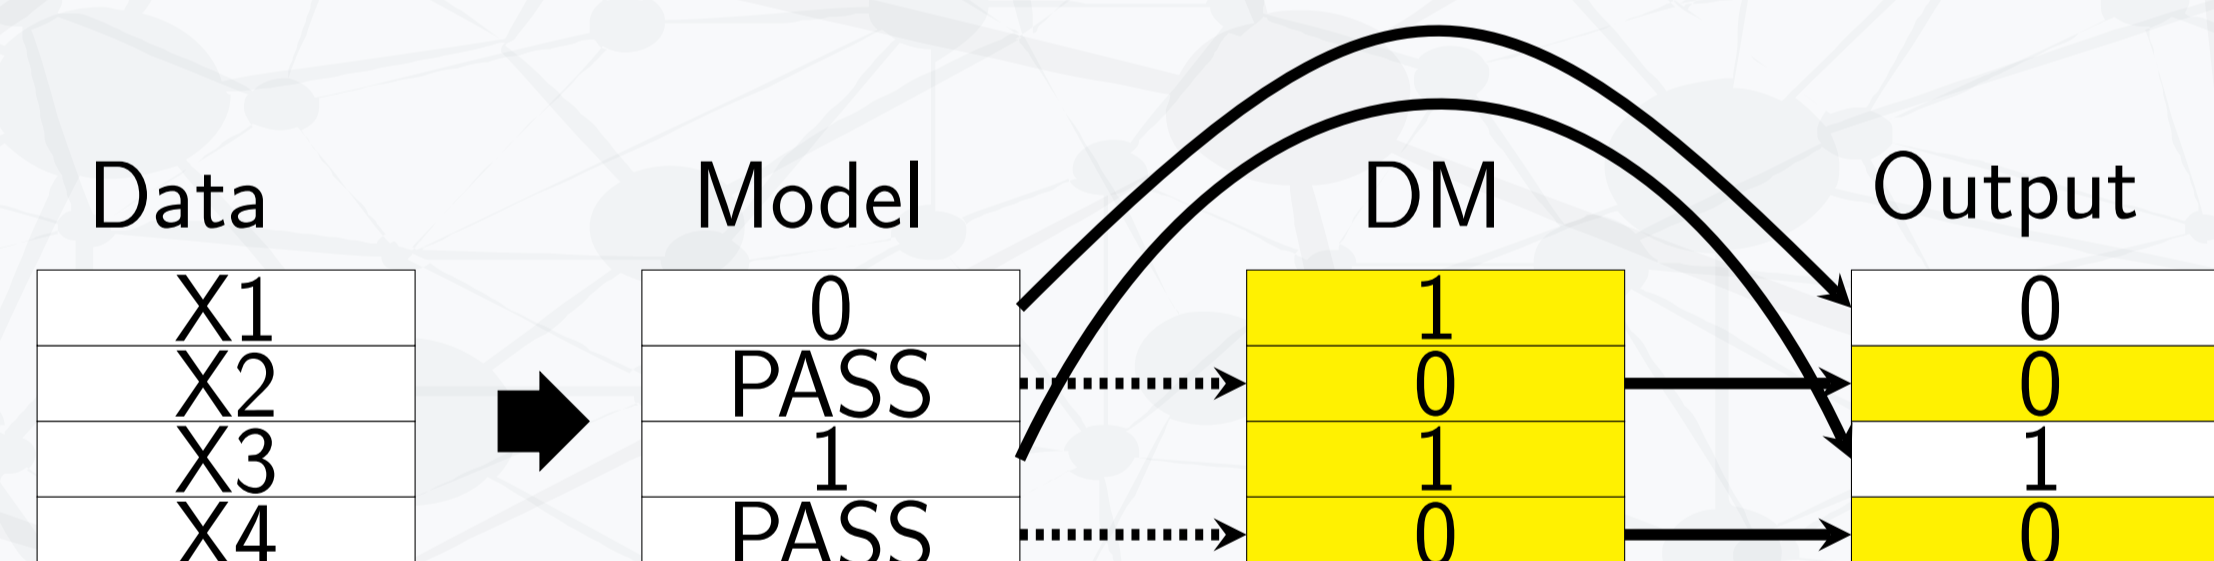 Data Model DM Output
X1 0 1 0
X2 PASS 0 0
X3 1 1 1
X4 PASS 0 0